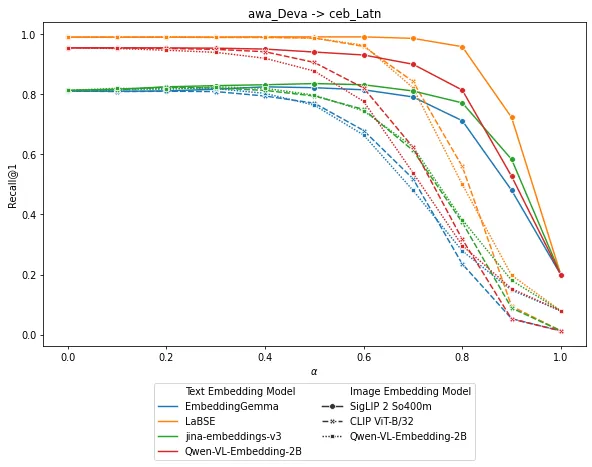 awa_Deva -> ceb_Latn
Recall@1
1.0
0.8
0.6
0.4
0.2
0.0
0.0 0.2 0.4 0.6 0.8 1.0
α
Text Embedding Model
EmbeddingGemma
LaBSE
jina-embeddings-v3
Qwen-VL-Embedding-2B
Image Embedding Model
SigLIP 2 So400m
CLIP ViT-B/32
Qwen-VL-Embedding-2B